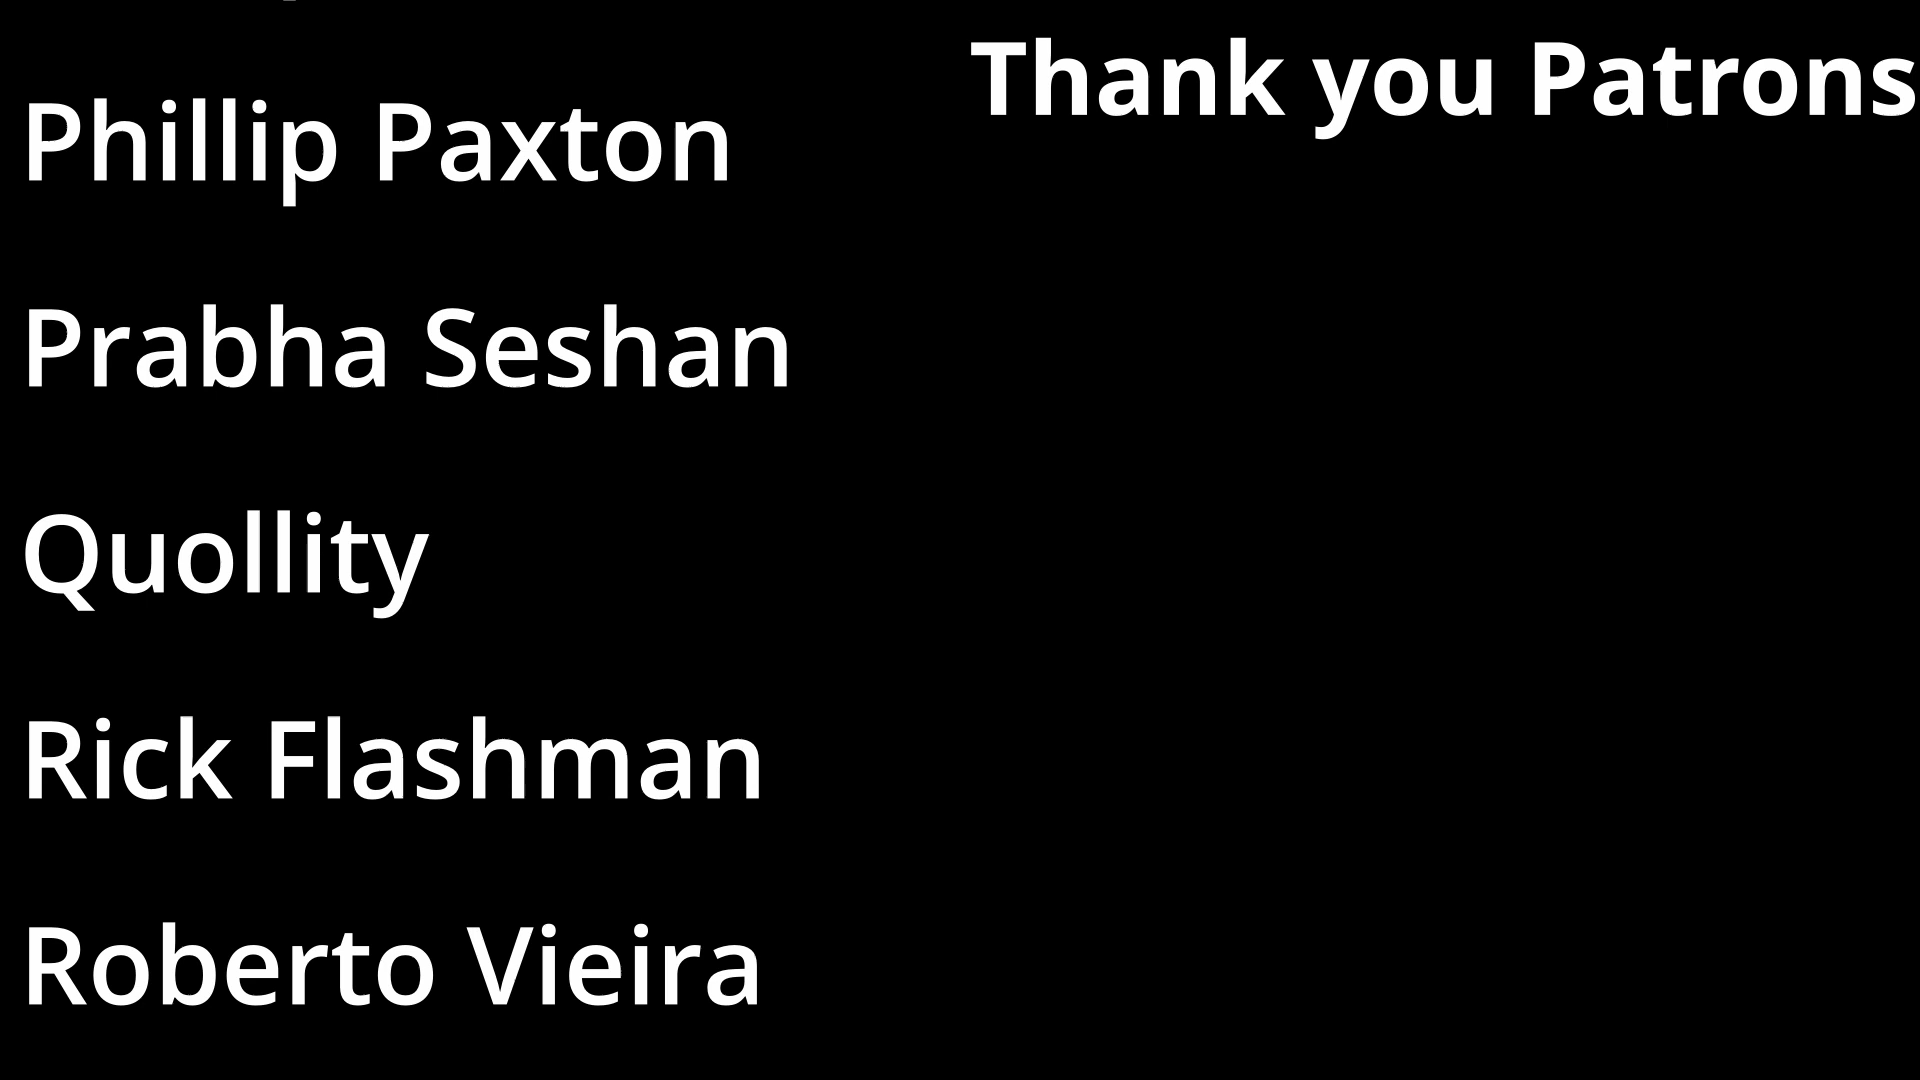 Thank you Patrons
Phillip Paxton
Prabha Seshan
Quollity
Rick Flashman
Roberto Vieira